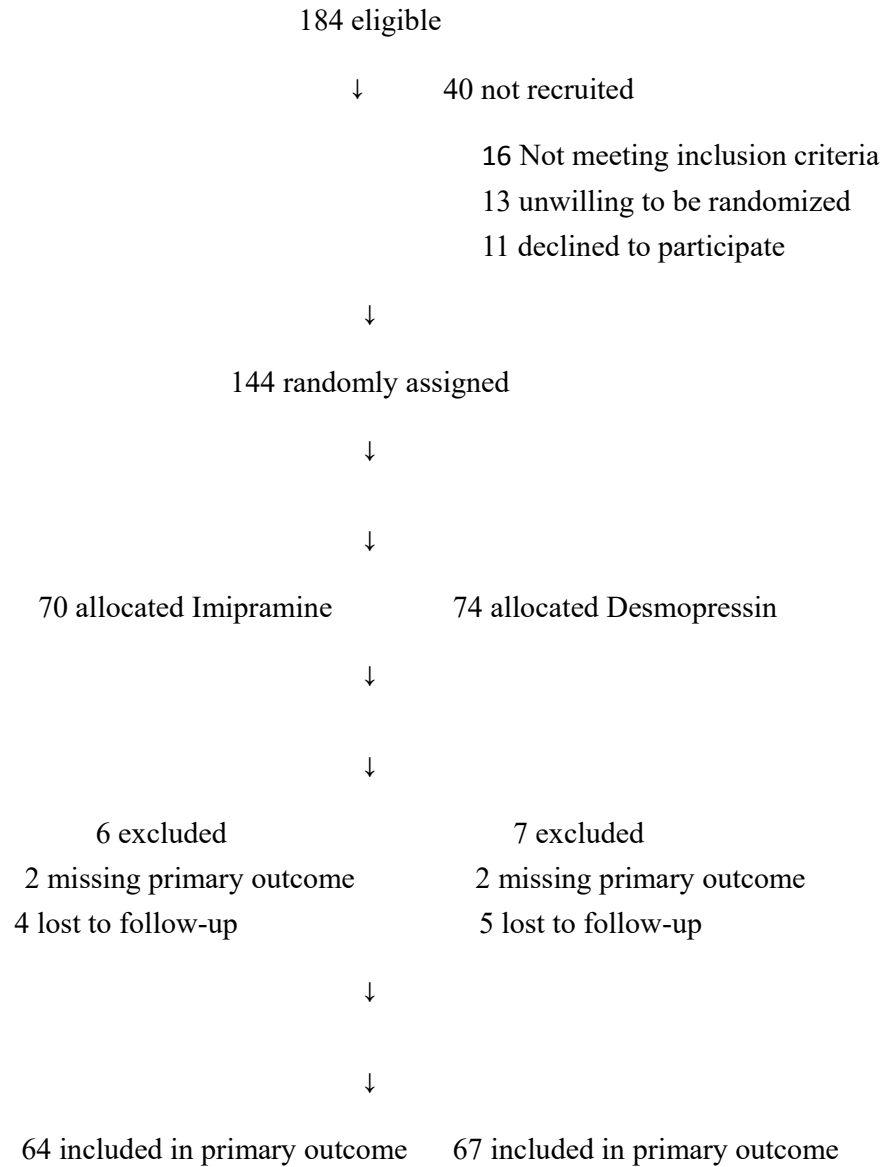 184 eligible
↓ 40 not recruited
16 Not meeting inclusion criteria
13 unwilling to be randomized
11 declined to participate
↓
144 randomly assigned
↓
↓
70 allocated Imipramine 74 allocated Desmopressin
↓
↓
6 excluded 7 excluded
2 missing primary outcome 2 missing primary outcome
4 lost to follow-up 5 lost to follow-up
↓
↓
64 included in primary outcome 67 included in primary outcome